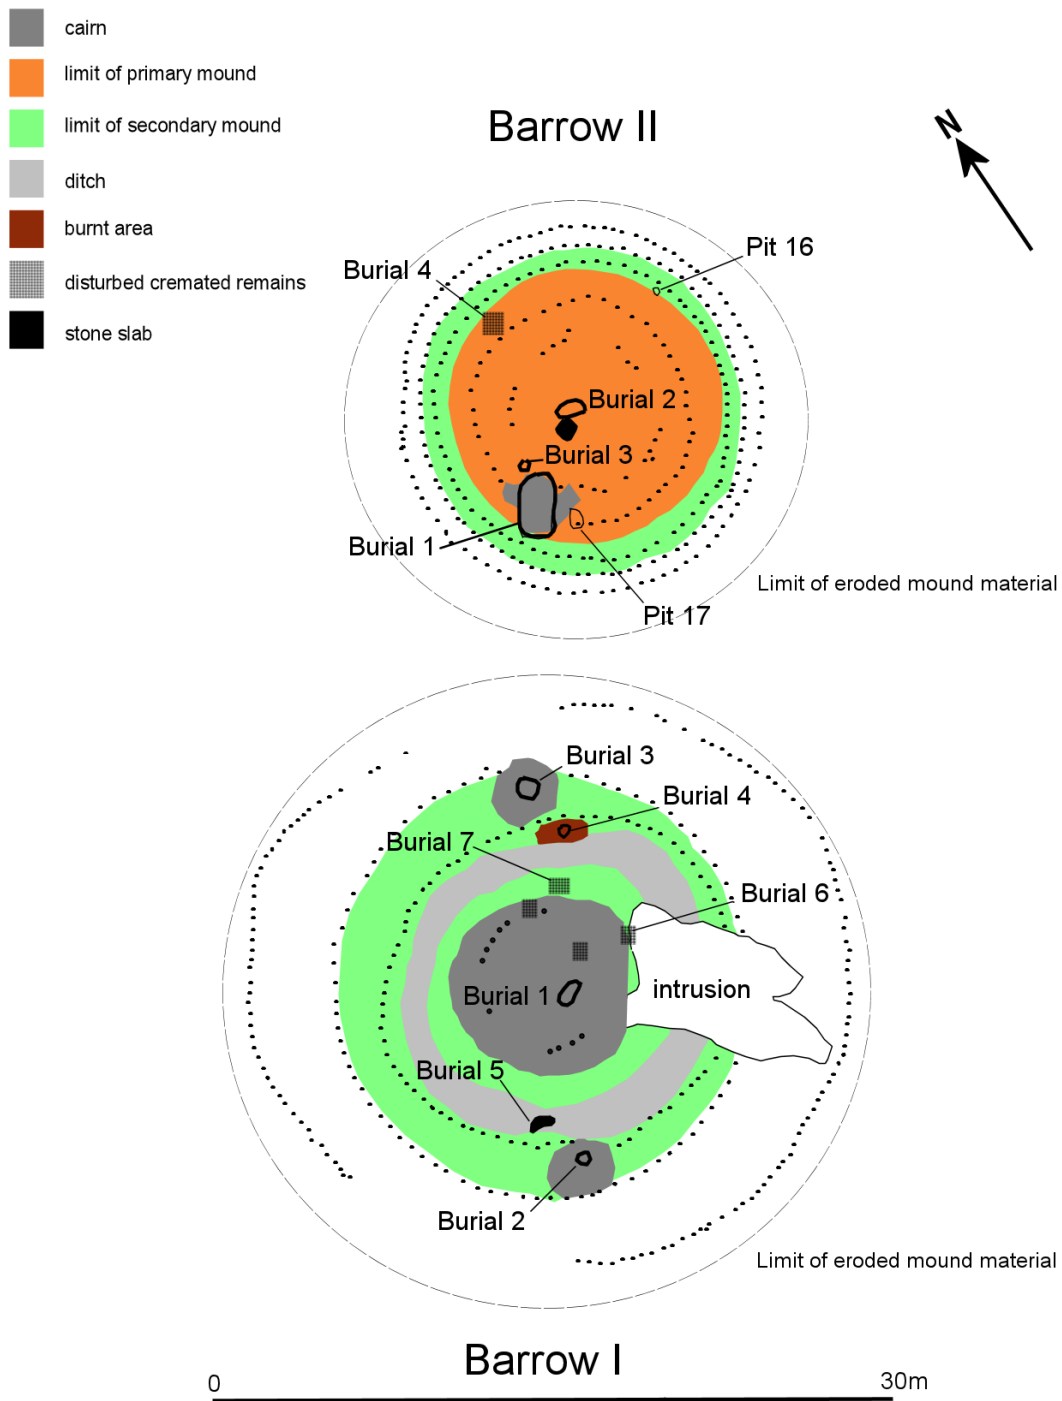 cairn
limit of primary mound
limit of secondary mound
ditch
burnt area
disturbed cremated remains
stone slab
Barrow II
N
Pit 16
Burial 4
Burial 2
Burial 3
Burial 1
Limit of eroded mound material
Pit 17
Burial 3
Burial 4
Burial 7
Burial 6
intrusion
Burial 1
Burial 5
Burial 2
Limit of eroded mound material
Barrow I
0
30m